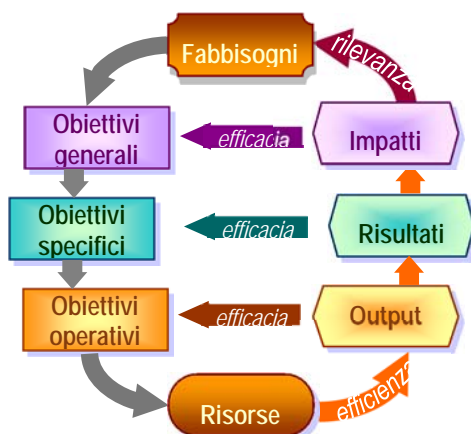 Fabbisogni
rilevanza
Obiettivi
generali
efficacia
Impatti
Obiettivi
specifici
efficacia
Risultati
Obiettivi
operativi
efficacia
Output
Risorse
efficienza